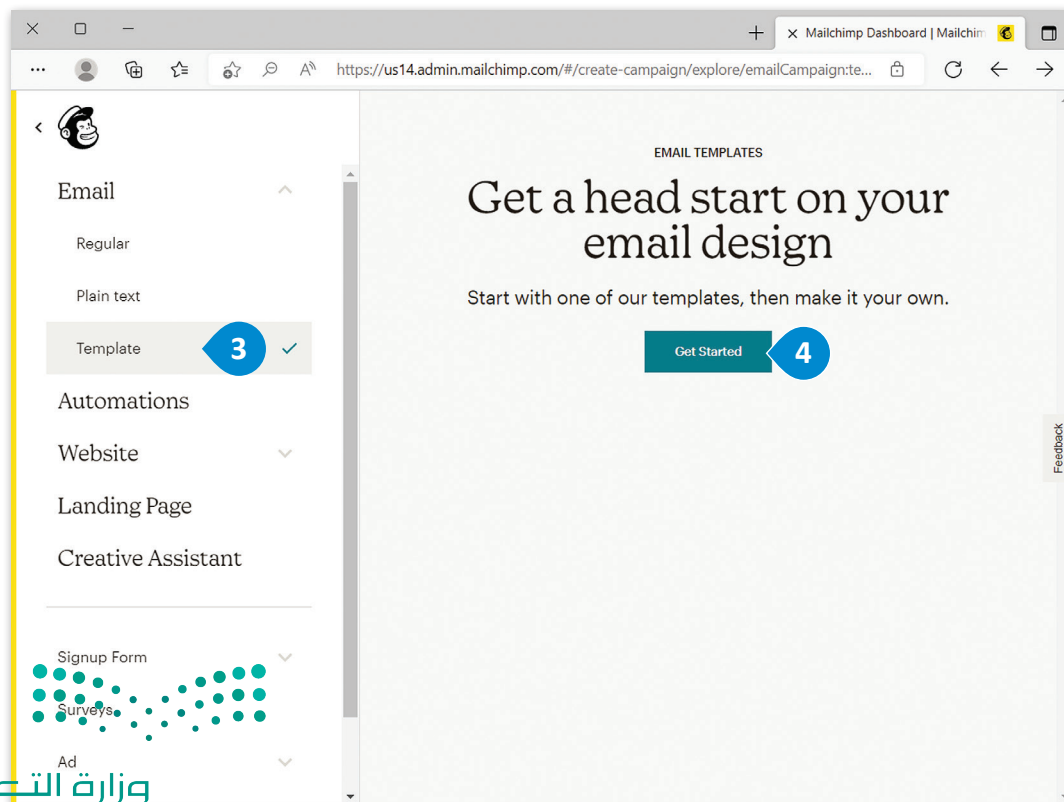 Mailchimp Dashboard | Mailchim
https://us14.admin.mailchimp.com/#/create-campaign/explore/emailCampaign:te...
Email
Regular
Plain text
Template
3
Automations
Website
Landing Page
Creative Assistant
Signup Form
Surveys
Ad
EMAIL TEMPLATES
Get a head start on your
email design
Start with one of our templates, then make it your own.
Get Started
4
Feedback
وزارة